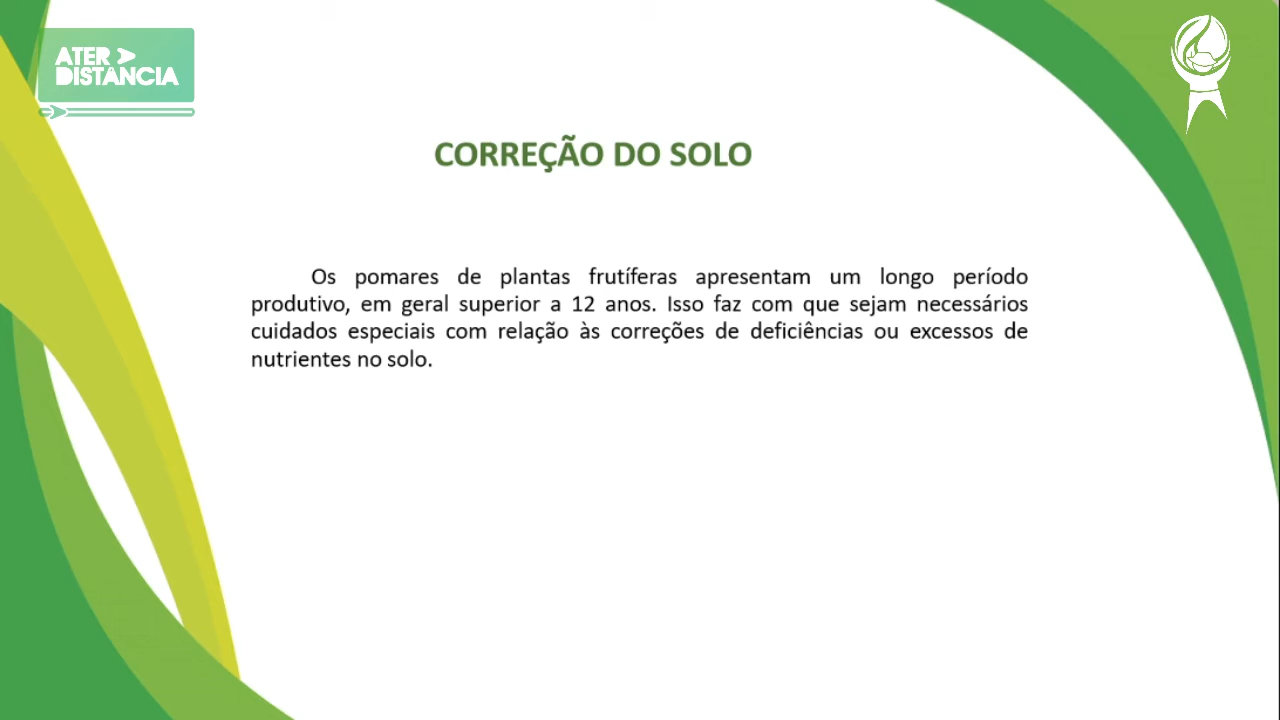 ATER A
DISTÂNCIA
CORREÇÃO DO SOLO
Os pomares de plantas frutíferas apresentam um longo período
produtivo, em geral superior a 12 anos. Isso faz com que sejam necessários
cuidados especiais com relação às correções de deficiências ou excessos de
nutrientes no solo.